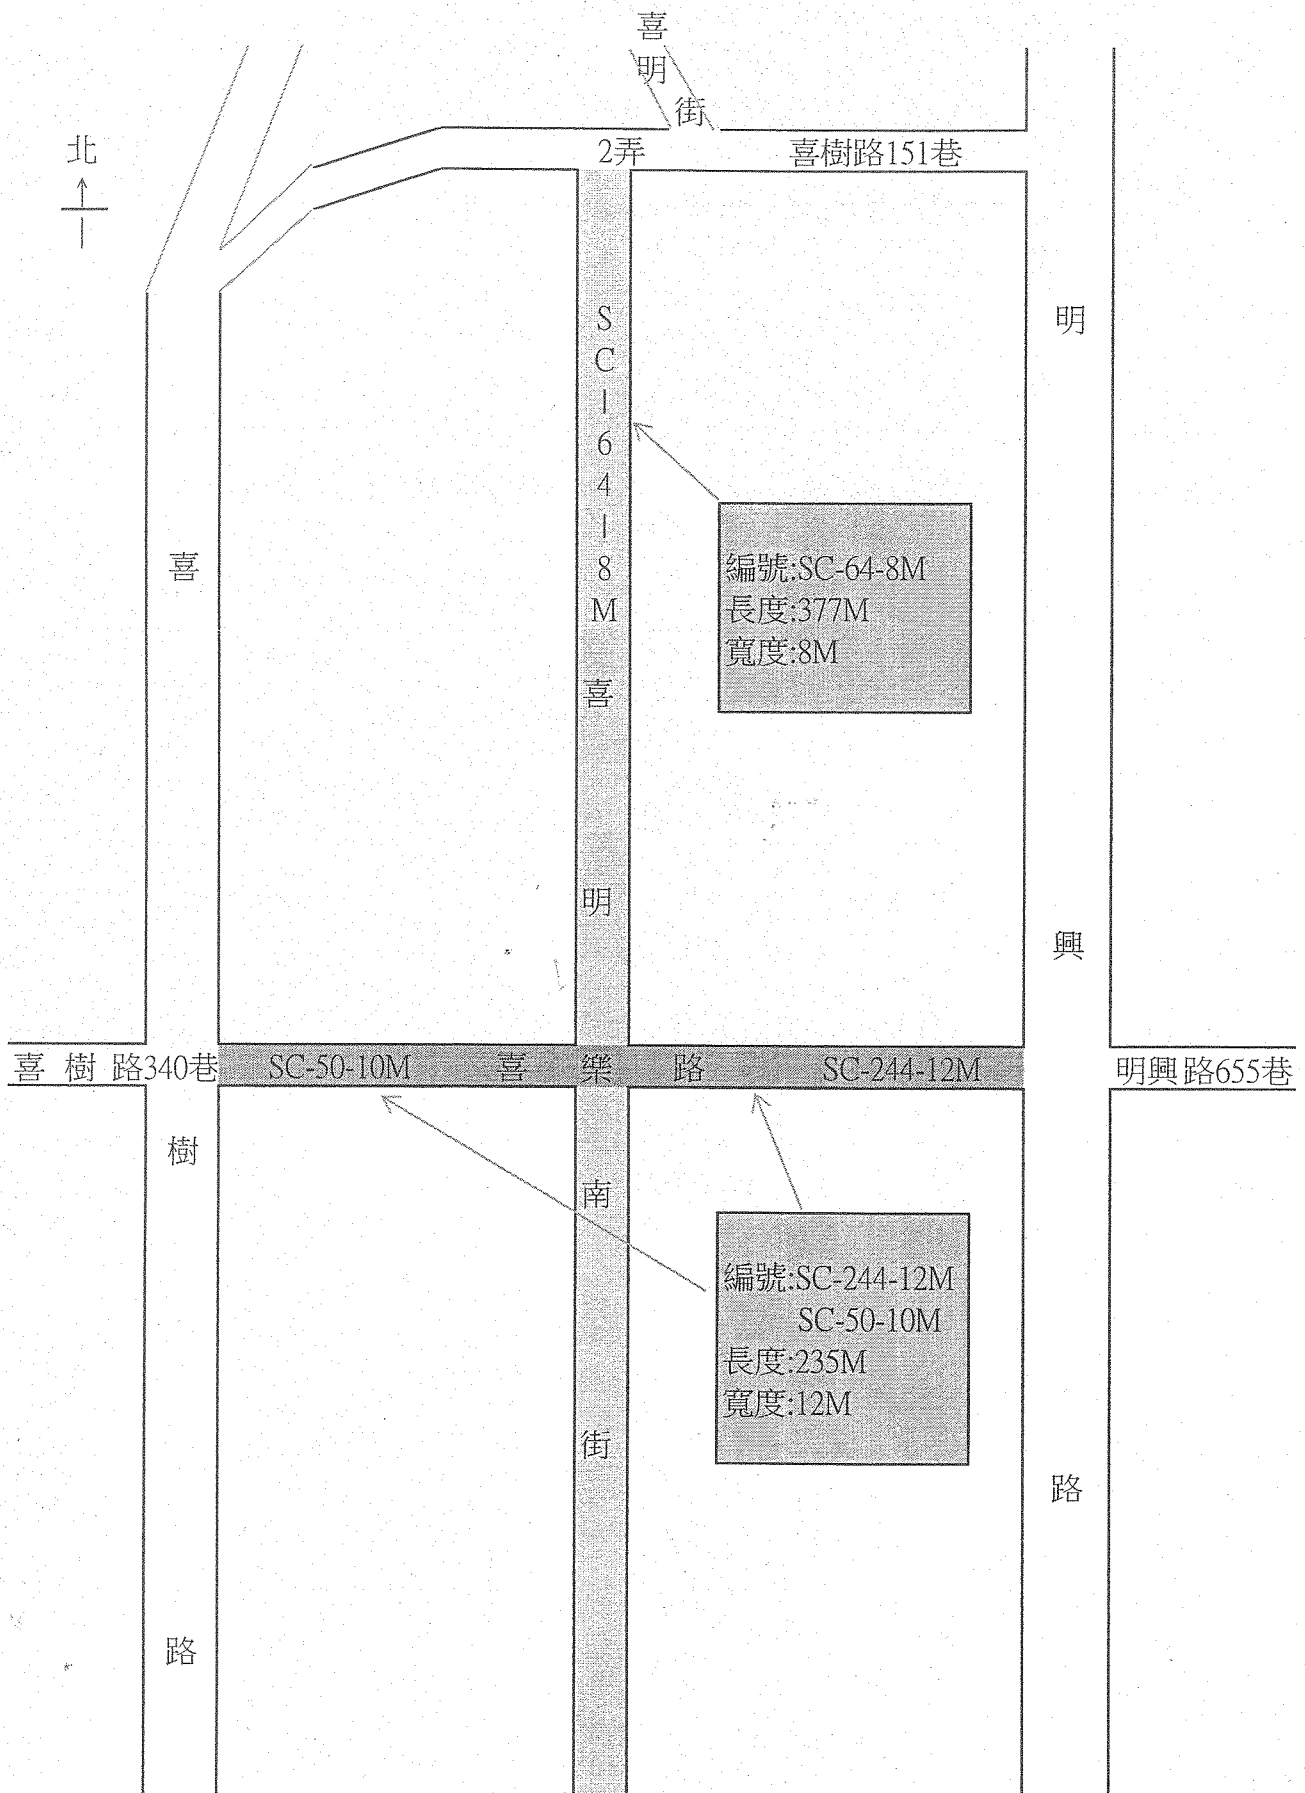 喜明街
北
2弄
喜樹路151巷
SC-64-8M
喜明南街
明興路
喜樹路
編號:SC-64-8M
長度:377M
寬度:8M
喜樹路340巷
SC-50-10M
喜樂路
SC-244-12M
明興路655巷
編號:SC-244-12M
SC-50-10M
長度:235M
寬度:12M